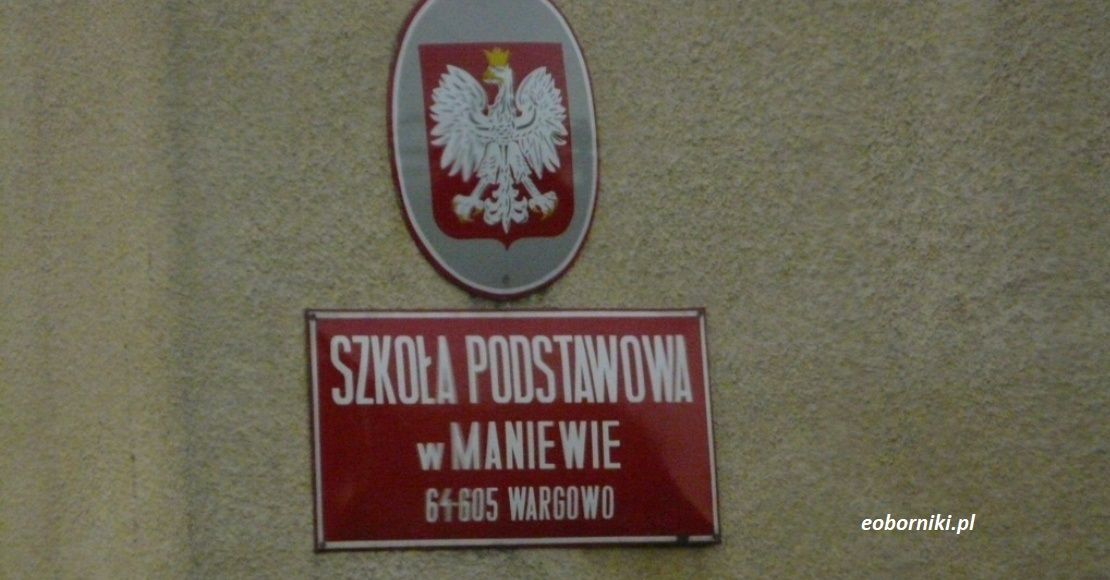 SZKOŁA PODSTAWOWA
w MANIEWIE
64-605 WARGOWO
eoborniki.pl